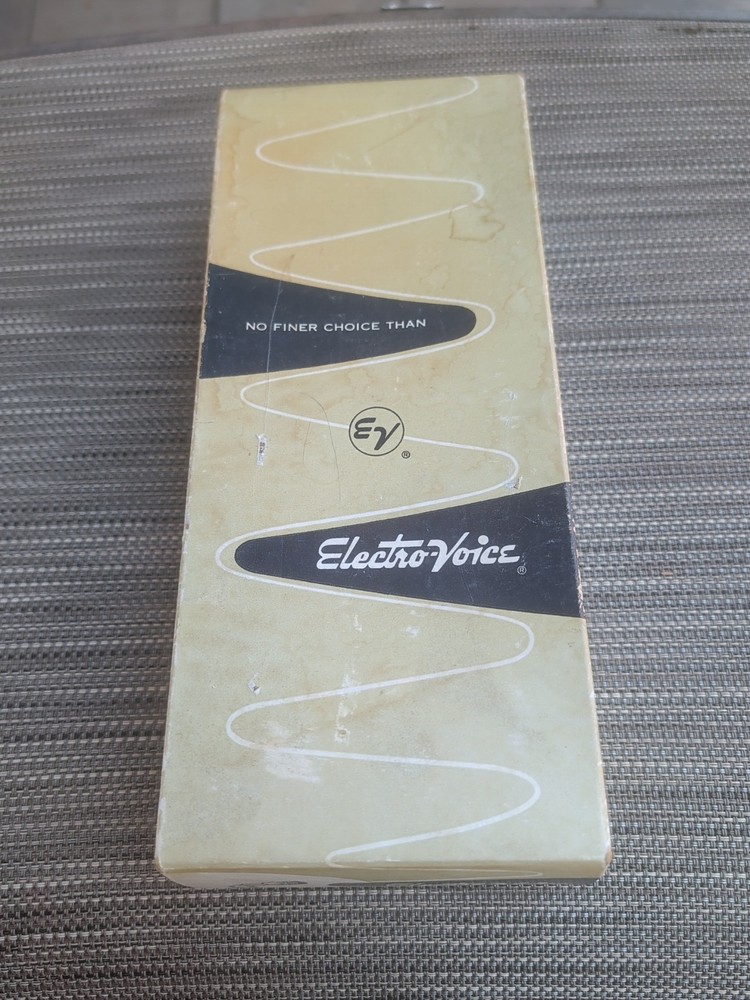 NO FINER CHOICE THAN
EV®
Electro-Voice®